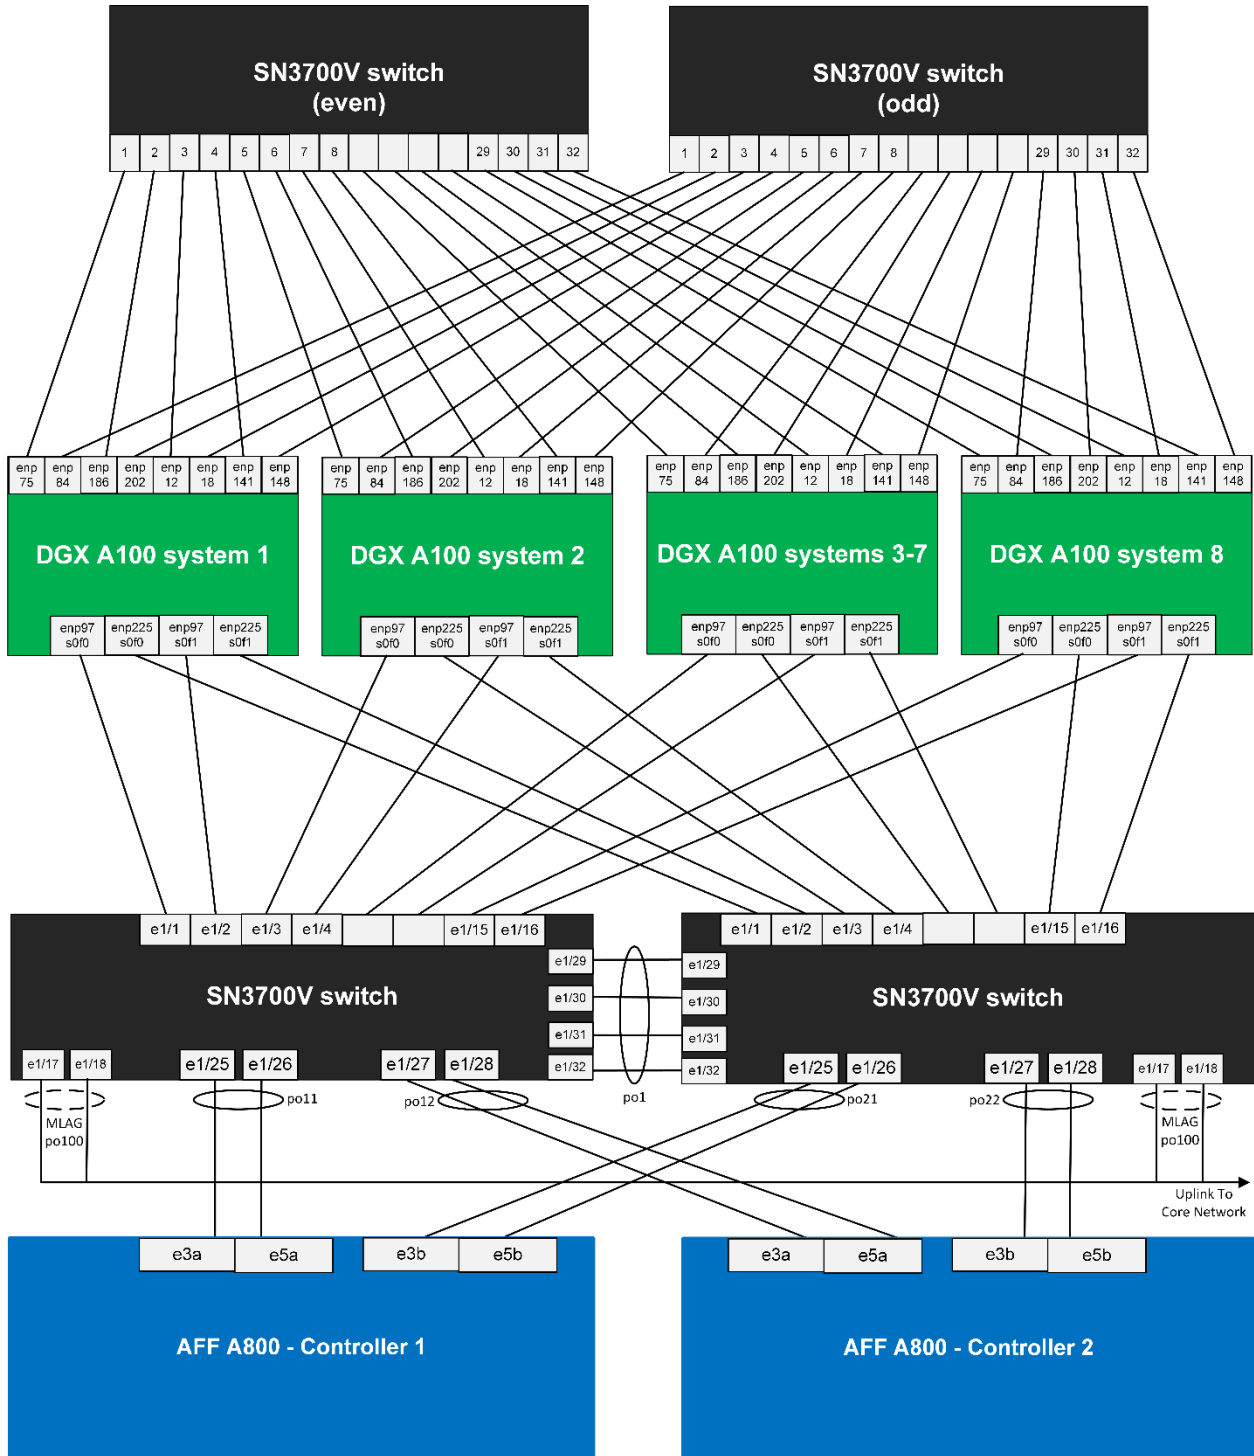 SN3700V switch
(even)
SN3700V switch
(odd)
1 2 3 4 5 6 7 8 29 30 31 32
1 2 3 4 5 6 7 8 29 30 31 32
enp 75 enp 84 enp 186 enp 202 enp 12 enp 18 enp 141 enp 148
enp 75 enp 84 enp 186 enp 202 enp 12 enp 18 enp 141 enp 148
enp 75 enp 84 enp 186 enp 202 enp 12 enp 18 enp 141 enp 148
enp 75 enp 84 enp 186 enp 202 enp 12 enp 18 enp 141 enp 148
DGX A100 system 1
DGX A100 system 2
DGX A100 systems 3-7
DGX A100 system 8
enp97 s0f0 enp225 s0f0 enp97 s0f1 enp225 s0f1
enp97 s0f0 enp225 s0f0 enp97 s0f1 enp225 s0f1
enp97 s0f0 enp225 s0f0 enp97 s0f1 enp225 s0f1
enp97 s0f0 enp225 s0f0 enp97 s0f1 enp225 s0f1
e1/1 e1/2 e1/3 e1/4 e1/15 e1/16
e1/29
e1/30
e1/31
e1/32
SN3700V switch
e1/17 e1/18 e1/25 e1/26 e1/27 e1/28
e1/1 e1/2 e1/3 e1/4 e1/15 e1/16
e1/29
e1/30
e1/31
e1/32
SN3700V switch
e1/25 e1/26 e1/27 e1/28 e1/17 e1/18
MLAG
po100
po11
po12
po1
po21
po22
MLAG
po100
Uplink To
Core Network
e3a e5a e3b e5b
AFF A800 - Controller 1
e3a e5a e3b e5b
AFF A800 - Controller 2